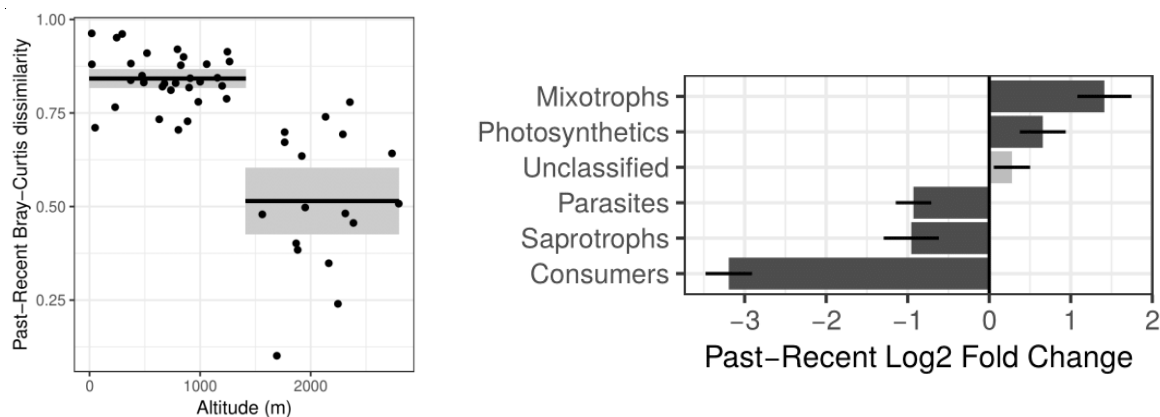 Past−Recent Bray−Curtis dissimilarity
1.00
0.75
0.50
0.25
0 1000 2000
Altitude (m)
Mixotrophs
Photosynthetics
Unclassified
Parasites
Saprotrophs
Consumers
−3 −2 −1 0 1 2
Past−Recent Log2 Fold Change